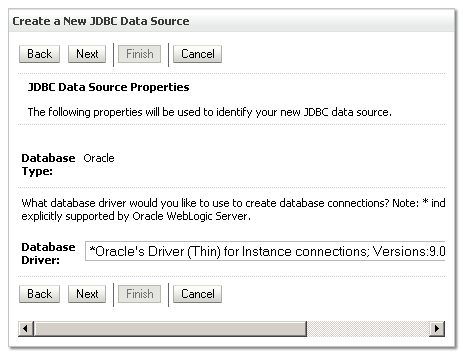 Create a New JDBC Data Source
Back Next Finish Cancel
JDBC Data Source Properties
The following properties will be used to identify your new JDBC data source.
Database Type: Oracle
What database driver would you like to use to create database connections? Note: * ind
explicitly supported by Oracle WebLogic Server.
Database Driver: *Oracle's Driver (Thin) for Instance connections; Versions:9.0
Back Next Finish Cancel